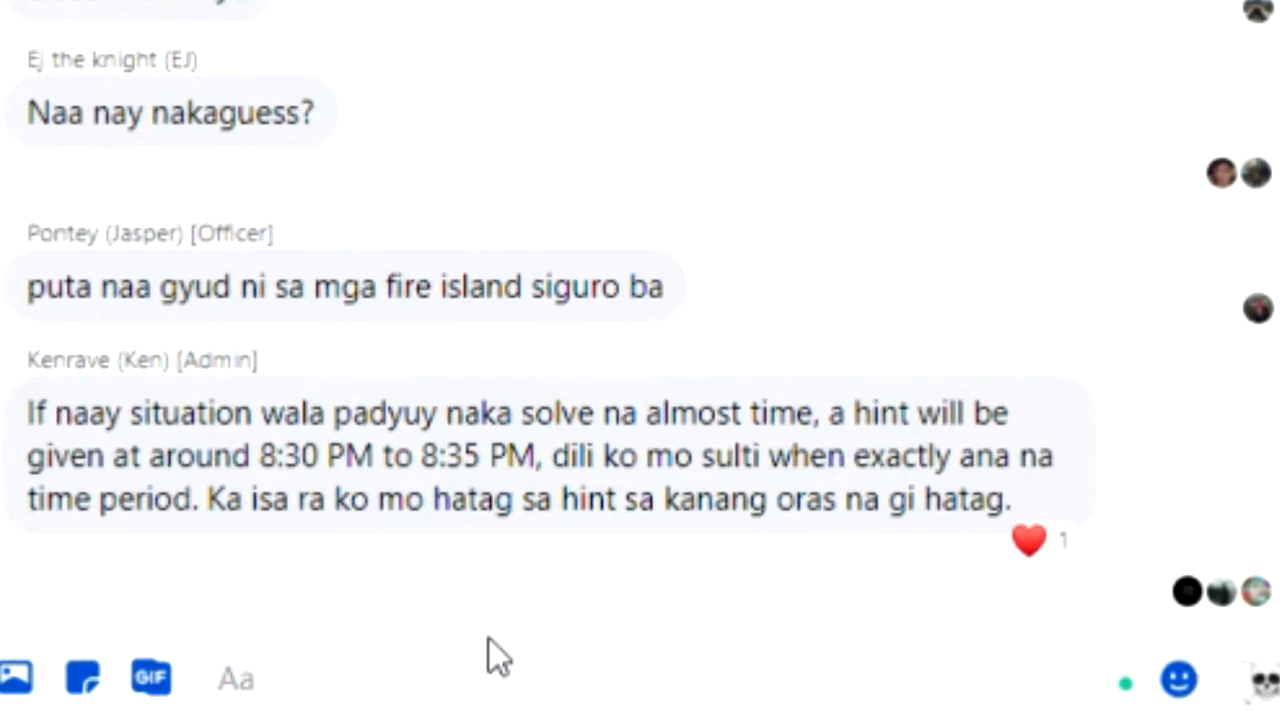 Ej the knight (EJ)
Naa nay nakaguess?
Pontey (Jasper) [Officer]
puta naa gyud ni sa mga fire island siguro ba
Kenrave (Ken) [Admin]
If naay situation wala padyuy naka solve na almost time, a hint will be
given at around 8:30 PM to 8:35 PM, dili ko mo sulti when exactly ana na
time period. Ka isa ra ko mo hatag sa hint sa kanang oras na gi hatag.
1
GIF
Aa